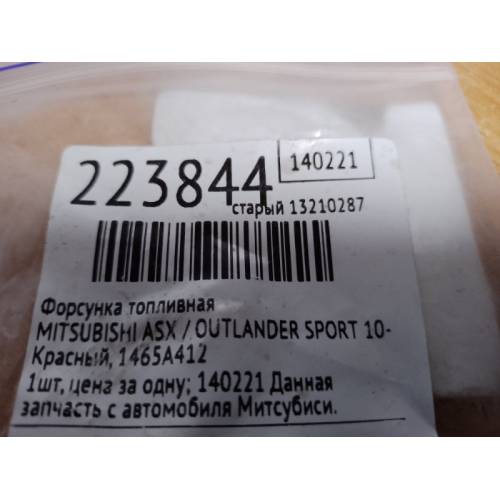 223844
140221
старый 13210287
Форсунка топливная
MITSUBISHI ASX / OUTLANDER SPORT 10-
Красный, 1465A412
1шт, цена за одну; 140221 Данная
запчасть с автомобиля Митсубиси.